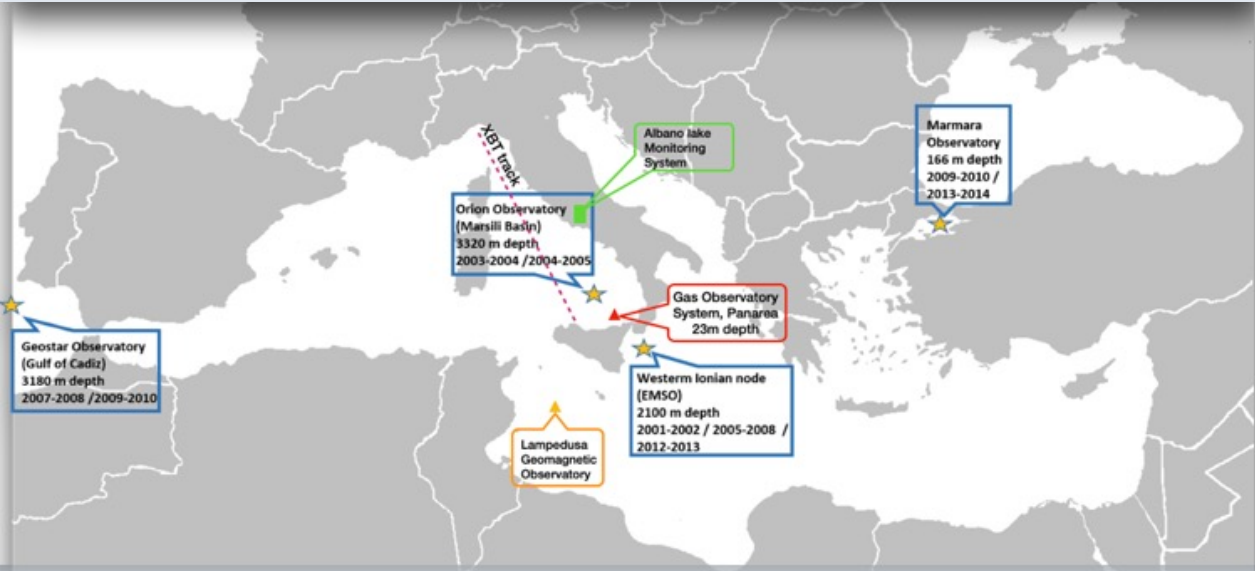 XBT track
Albano lake
Monitoring
System
Marmara
Observatory
166 m depth
2009-2010 /
2013-2014
Orion Observatory
(Marsili Basin)
3320 m depth
2003-2004 /2004-2005
Gas Observatory
System, Panarea
23m depth
Geostar Observatory
(Gulf of Cadiz)
3180 m depth
2007-2008 /2009-2010
Westerm Ionian node
(EMSO)
2100 m depth
2001-2002 / 2005-2008 /
2012-2013
Lampedusa
Geomagnetic
Observatory